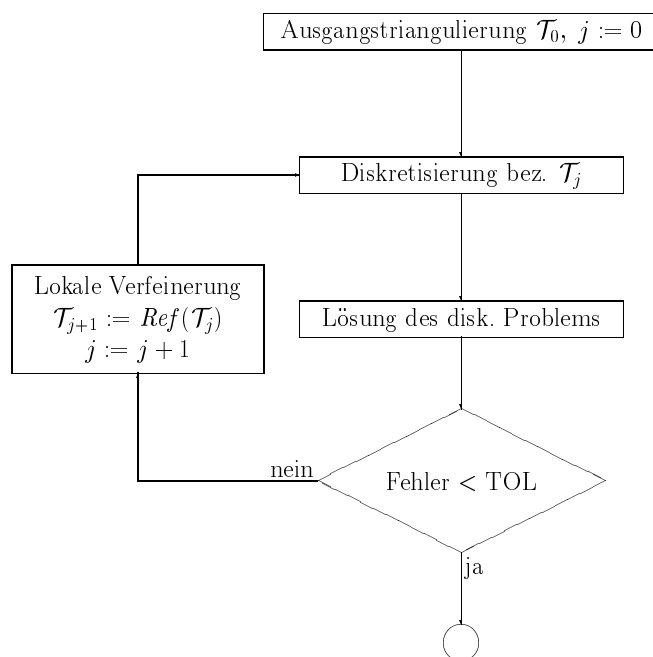 Ausgangstriangulierung 𝒯₀, j := 0
Diskretisierung bez. 𝒯ⱼ
Lokale Verfeinerung
𝒯ⱼ₊₁ := Ref(𝒯ⱼ)
j := j + 1
Lösung des disk. Problems
nein
Fehler < TOL
ja